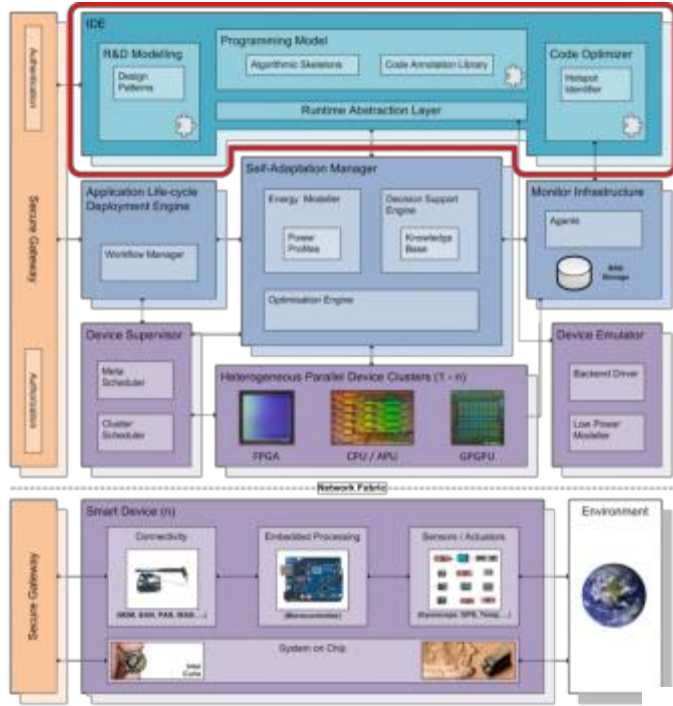 IDE
R&D Modelling
Design
Patterns
Programming Model
Algorithmic Skeletons
Code Annotation Library
Runtime Abstraction Layer
Code Optimizer
Hotspot
Identifier
Authentication
Secure Gateway
Authorization
Application Life-cycle
Deployment Engine
Workflow Manager
Self-Adaptation Manager
Energy Modeller
Power
Profiles
Decision Support
Engine
Knowledge
Base
Optimisation Engine
Monitor Infrastructure
Agents
Storage
Device Supervisor
Meta
Scheduler
Cluster
Scheduler
Heterogeneous Parallel Device Clusters (1 - n)
FPGA
CPU / APU
GPGPU
Device Emulator
Backend Driver
Low Power
Modeller
Network Fabric
Secure Gateway
Smart Device (n)
Connectivity
Embedded Processing
(Microcontroller)
Sensors / Actuators
System on Chip
Intel
Curie
Environment